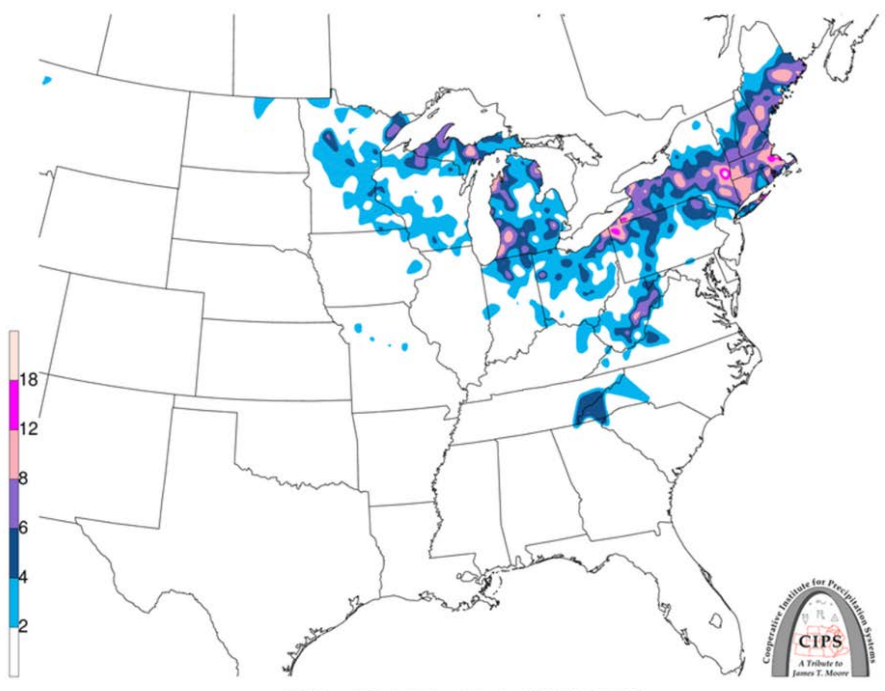 18
12
8
6
4
2
Cooperative Institute for Precipitation Systems
CIPS
A Tribute to
James T. Moore